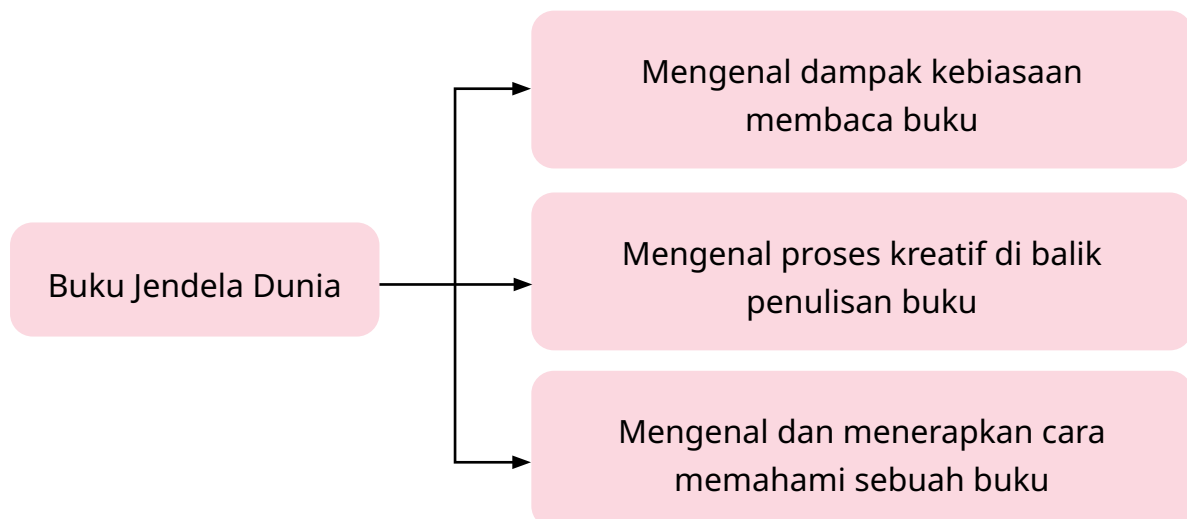 Mengenal dampak kebiasaan
membaca buku
Buku Jendela Dunia
Mengenal proses kreatif di balik
penulisan buku
Mengenal dan menerapkan cara
memahami sebuah buku